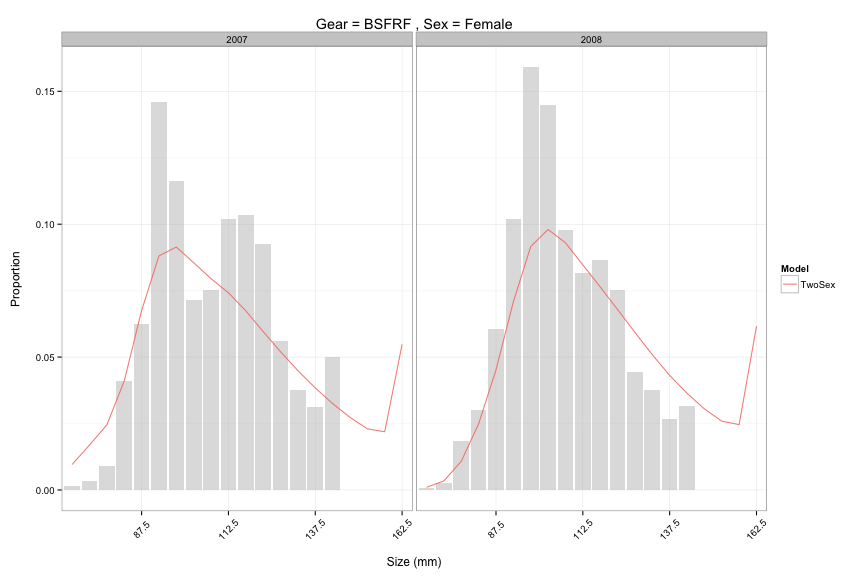 Gear = BSFRF , Sex = Female
2007
2008
Proportion
0.15
0.10
0.05
0.00
87.5
112.5
137.5
162.5
87.5
112.5
137.5
162.5
Size (mm)
Model
TwoSex